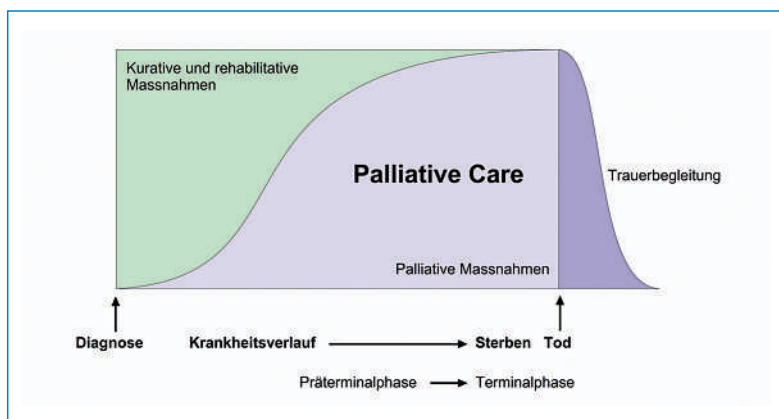 Kurative und rehabilitative
Massnahmen
Palliative Care
Trauerbegleitung
Palliative Massnahmen
Diagnose Krankheitsverlauf Sterben Tod
Präterminalphase Terminalphase